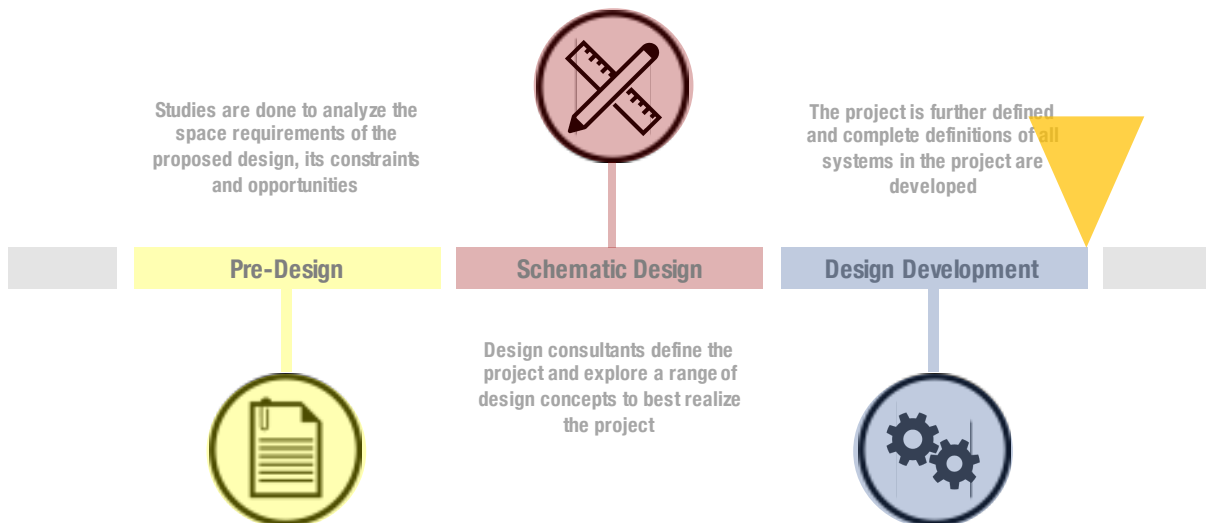 Studies are done to analyze the
space requirements of the
proposed design, its constraints
and opportunities
The project is further defined
and complete definitions of all
systems in the project are
developed
Pre-Design
Schematic Design
Design Development
Design consultants define the
project and explore a range of
design concepts to best realize
the project